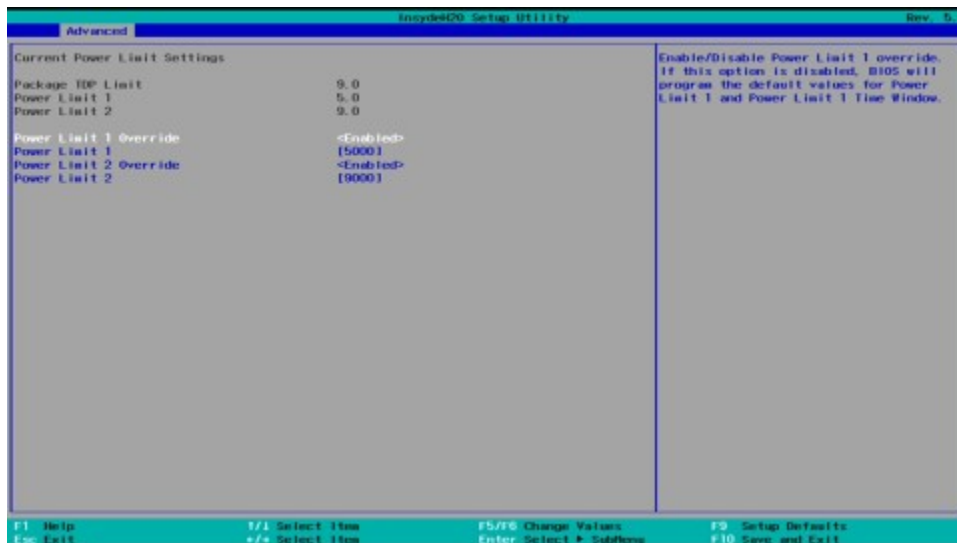 InsydeH20 Setup Utility Rev. 5.
Advanced
Current Power Limit Settings
Package TDP Limit 9.0
Power Limit 1 5.0
Power Limit 2 9.0
Power Limit 1 Override <Enabled>
Power Limit 1 [5000]
Power Limit 2 Override <Enabled>
Power Limit 2 [9000]
Enable/Disable Power Limit 1 override.
If this option is disabled, BIOS will
program the default values for Power
Limit 1 and Power Limit 1 Time Window.
F1 Help ↑/↓ Select Item F5/F6 Change Values F9 Setup Defaults
Esc Exit ←/→ Select Item Enter Select ▶ SubMenu F10 Save and Exit